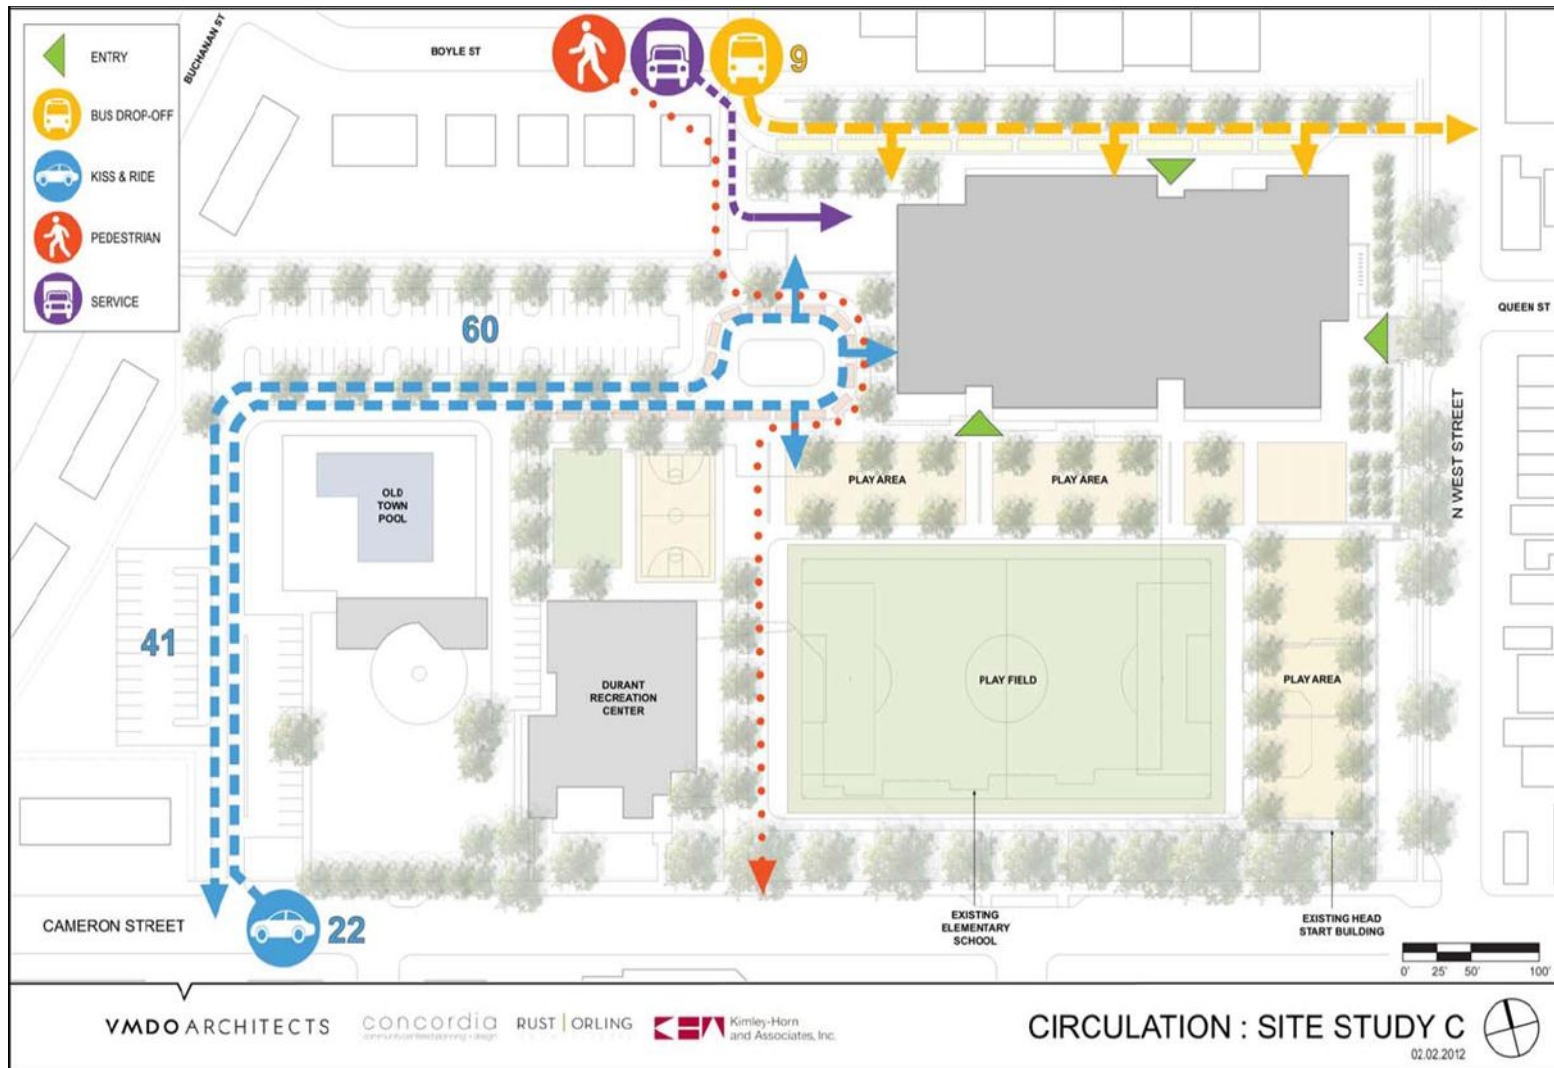 ENTRY
BUS DROP-OFF
KISS & RIDE
PEDESTRIAN
SERVICE
BUCHANAN ST
BOYLE ST
9
QUEEN ST
60
N WEST STREET
OLD
TOWN
POOL
PLAY AREA
PLAY AREA
41
DURANT
RECREATION
CENTER
PLAY FIELD
PLAY AREA
CAMERON STREET
22
EXISTING
ELEMENTARY
SCHOOL
EXISTING HEAD
START BUILDING
0' 25' 50' 100'
VMDO ARCHITECTS
concordia
RUST | ORLING
Kimley-Horn
and Associates, Inc.
CIRCULATION : SITE STUDY C
02.02.2012